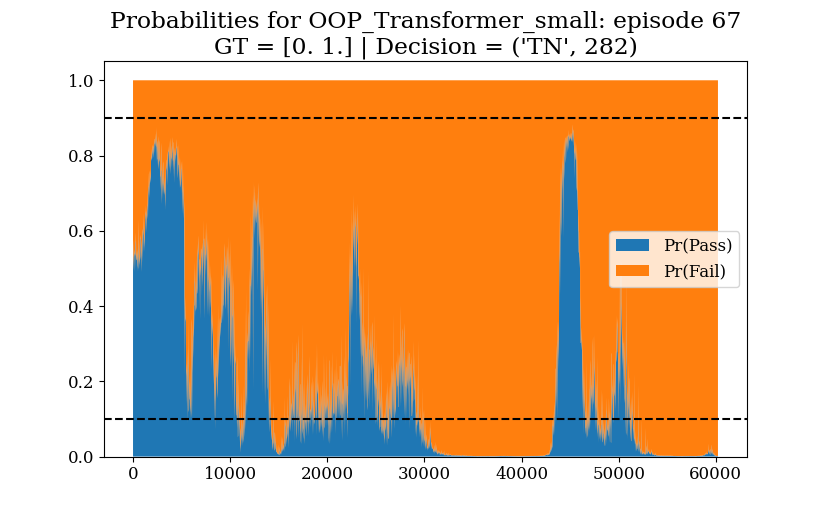 Probabilities for OOP_Transformer_small: episode 67
GT = [0. 1.] | Decision = ('TN', 282)
1.0
0.8
0.6
0.4
0.2
0.0
Pr(Pass)
Pr(Fail)
0 10000 20000 30000 40000 50000 60000